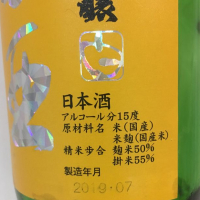 日本酒
アルコール分15度
原材料名 米(国産)
米麹(国産米)
精米歩合 麹米50%
掛米55%
製造年月
2019・07